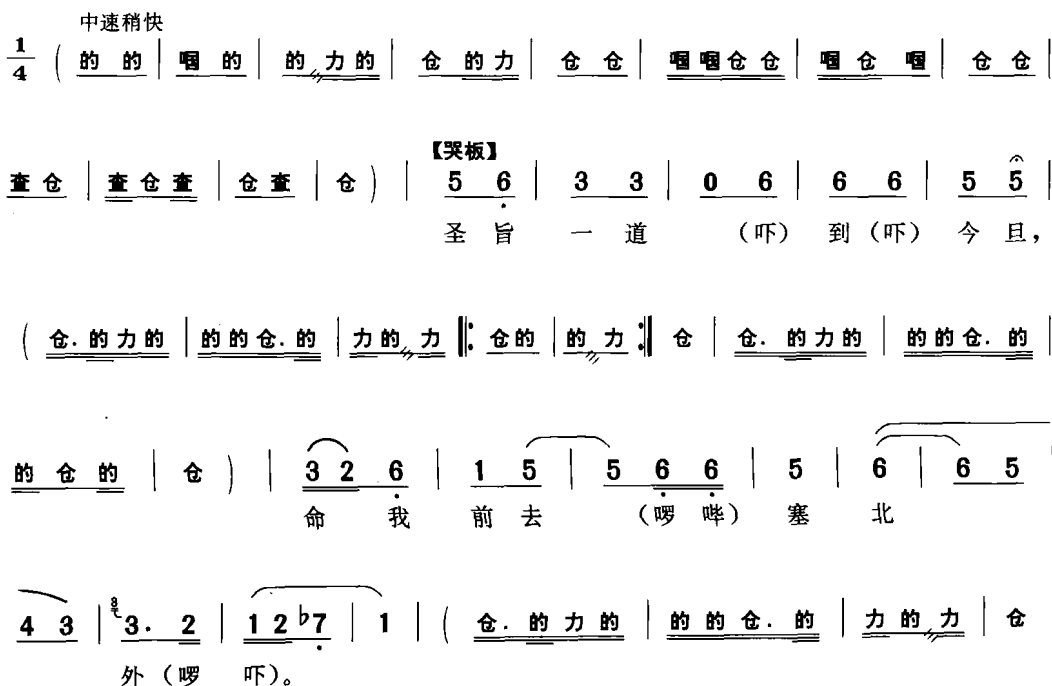 中速稍快
1/4 ( 的 的 | 嘓 的 | 的 力 的 | 仓 的 力 | 仓 仓 | 嘓 嘓 仓 仓 | 嘓 仓 嘓 | 仓 仓 |
【哭板】
查 仓 | 查 仓 查 | 仓 查 | 仓 ) | 5 6 | 3 3 | 0 6 | 6 6 | 5 5 |
圣 旨 一 道 (吓) 到 (吓) 今 旦,
( 仓. 的 力 的 | 的 的 仓. 的 | 力 的 力 ‖: 仓 的 | 的 力 :‖ 仓 | 仓. 的 力 的 | 的 的 仓. 的 |
的 仓 的 | 仓 ) | 3 2 6 | 1 5 | 5 6 6 | 5 | 6 | 6 5
命 我 前 去 (啰 哔) 塞 北
4 3 | 3. 2 | 1 2 ♭7 | 1 | ( 仓. 的 力 的 | 的 的 仓. 的 | 力 的 力 | 仓
外 (啰 吓)。